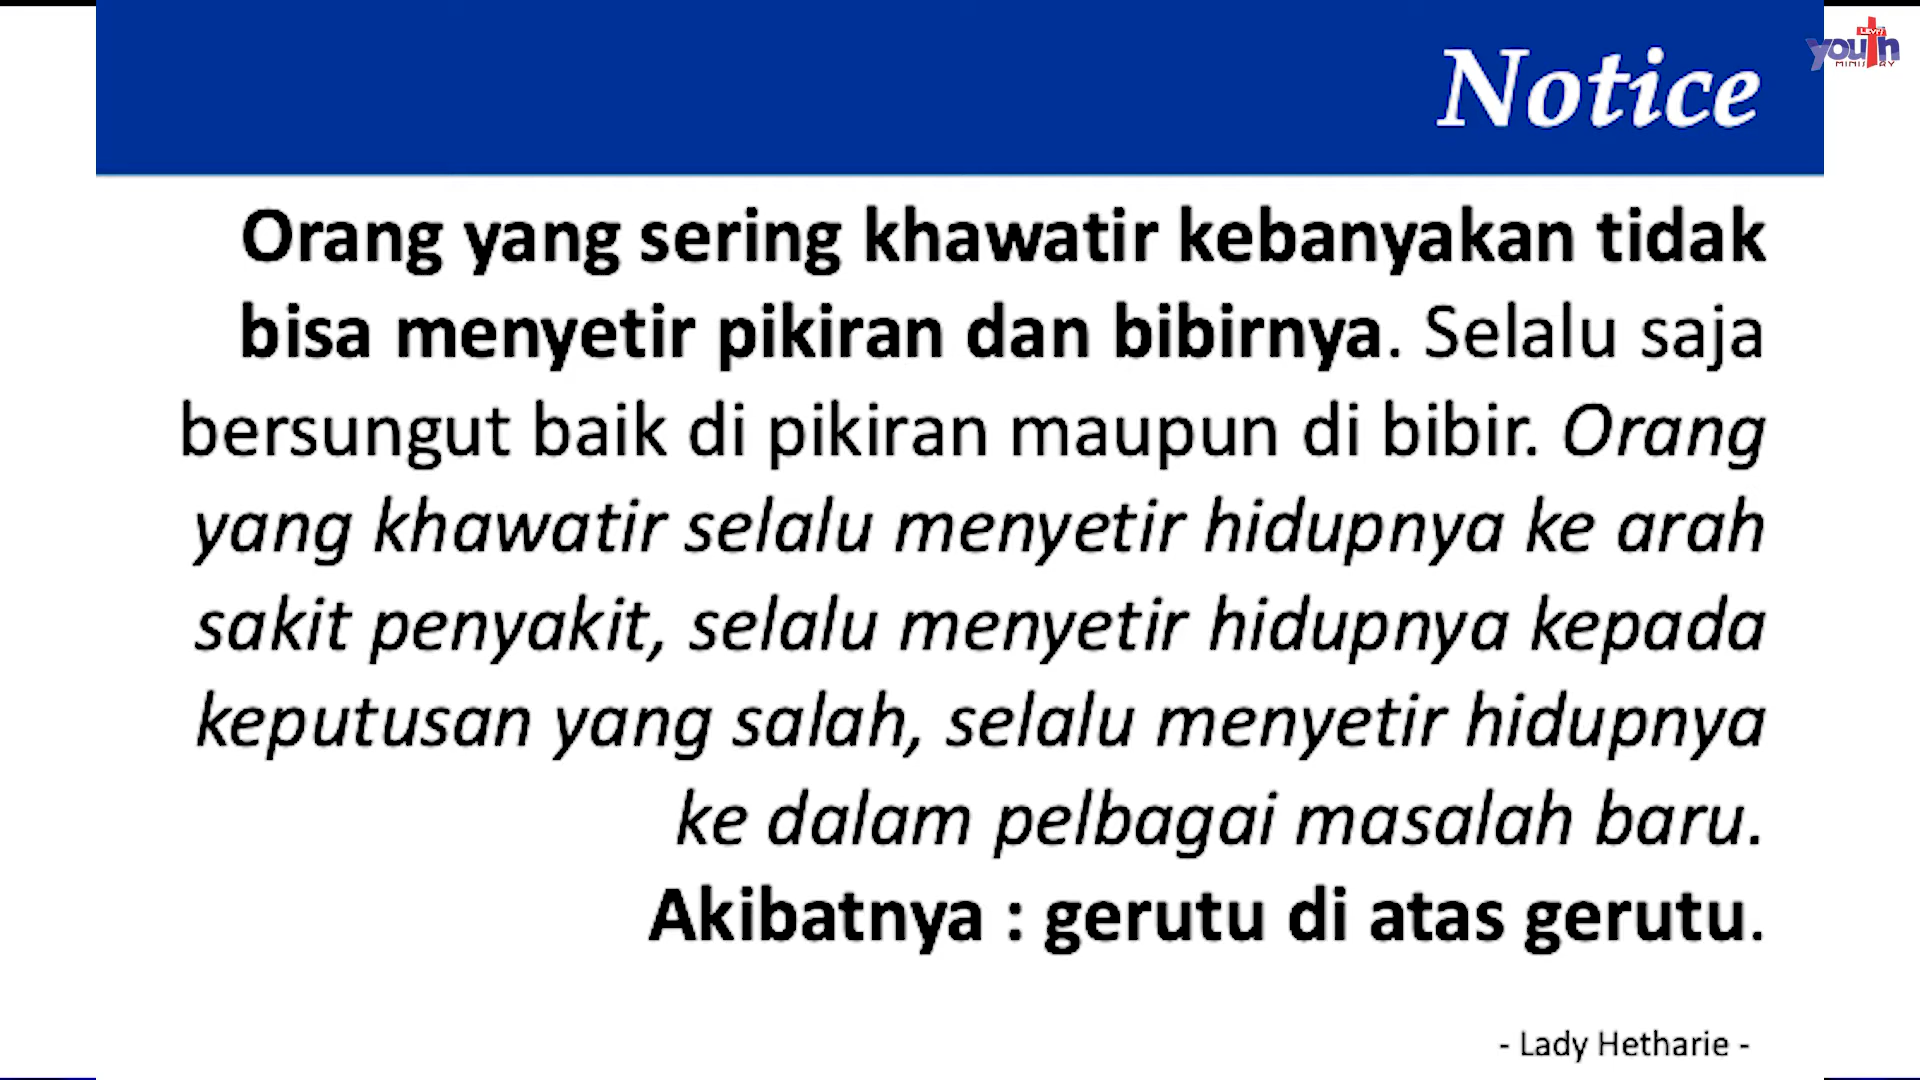 Notice
LEVI
youth
MINISTRY
Orang yang sering khawatir kebanyakan tidak
bisa menyetir pikiran dan bibirnya. Selalu saja
bersungut baik di pikiran maupun di bibir. Orang
yang khawatir selalu menyetir hidupnya ke arah
sakit penyakit, selalu menyetir hidupnya kepada
keputusan yang salah, selalu menyetir hidupnya
ke dalam pelbagai masalah baru.
Akibatnya : gerutu di atas gerutu.
- Lady Hetharie -